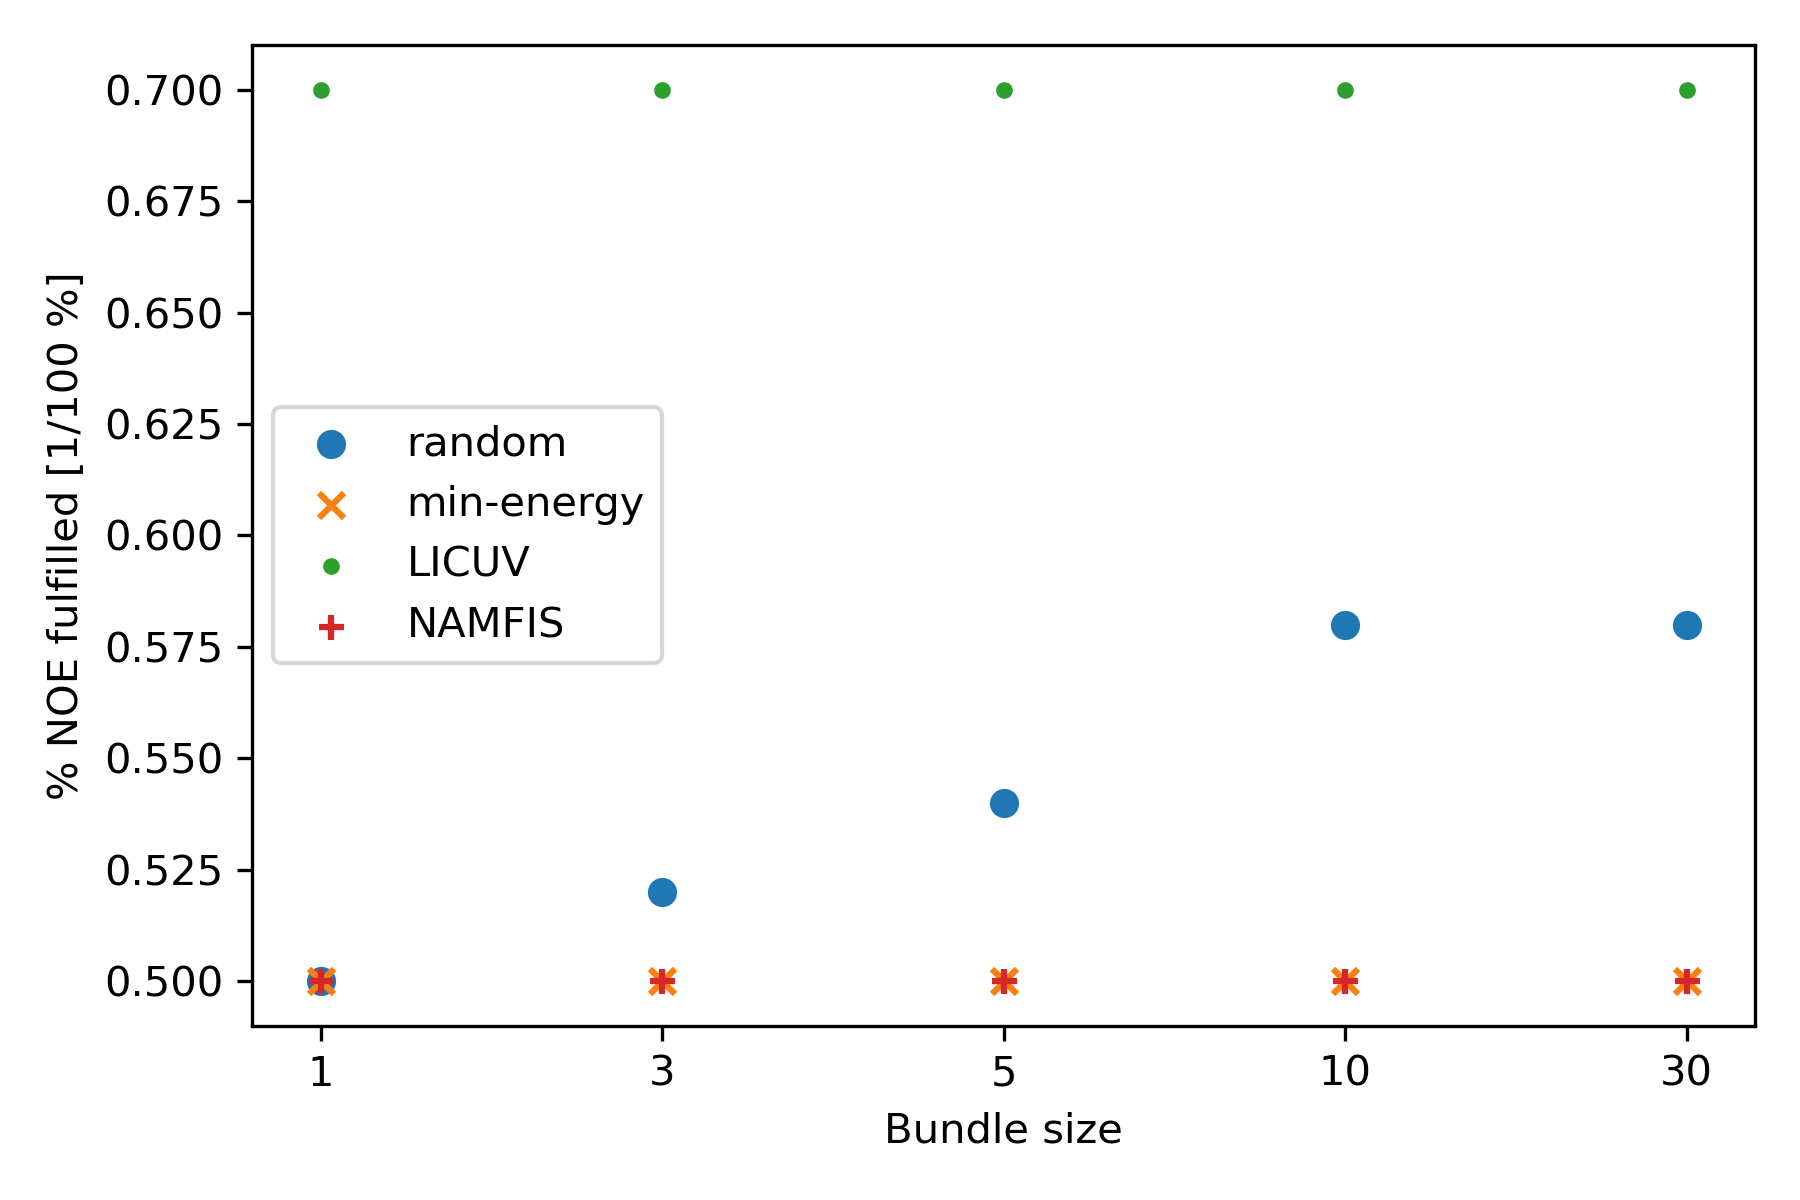 0.700
0.675
0.650
0.625
0.600
0.575
0.550
0.525
0.500
% NOE fulfilled [1/100 %]
random
min-energy
LICUV
NAMFIS
1 3 5 10 30
Bundle size